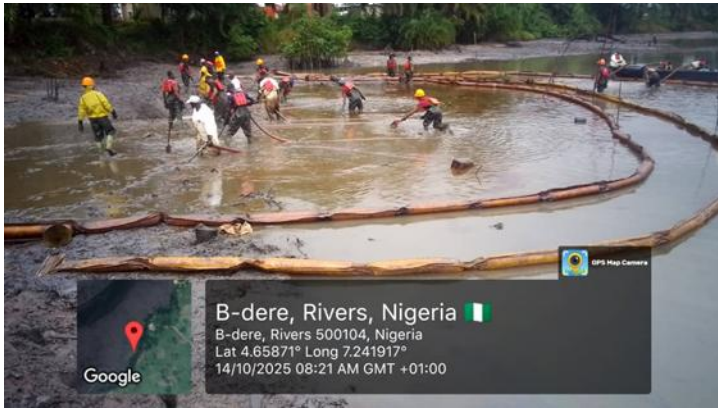 GPS Map Camera
B-dere, Rivers, Nigeria 🇳🇬
B-dere, Rivers 500104, Nigeria
Lat 4.65871° Long 7.241917°
14/10/2025 08:21 AM GMT +01:00
Google